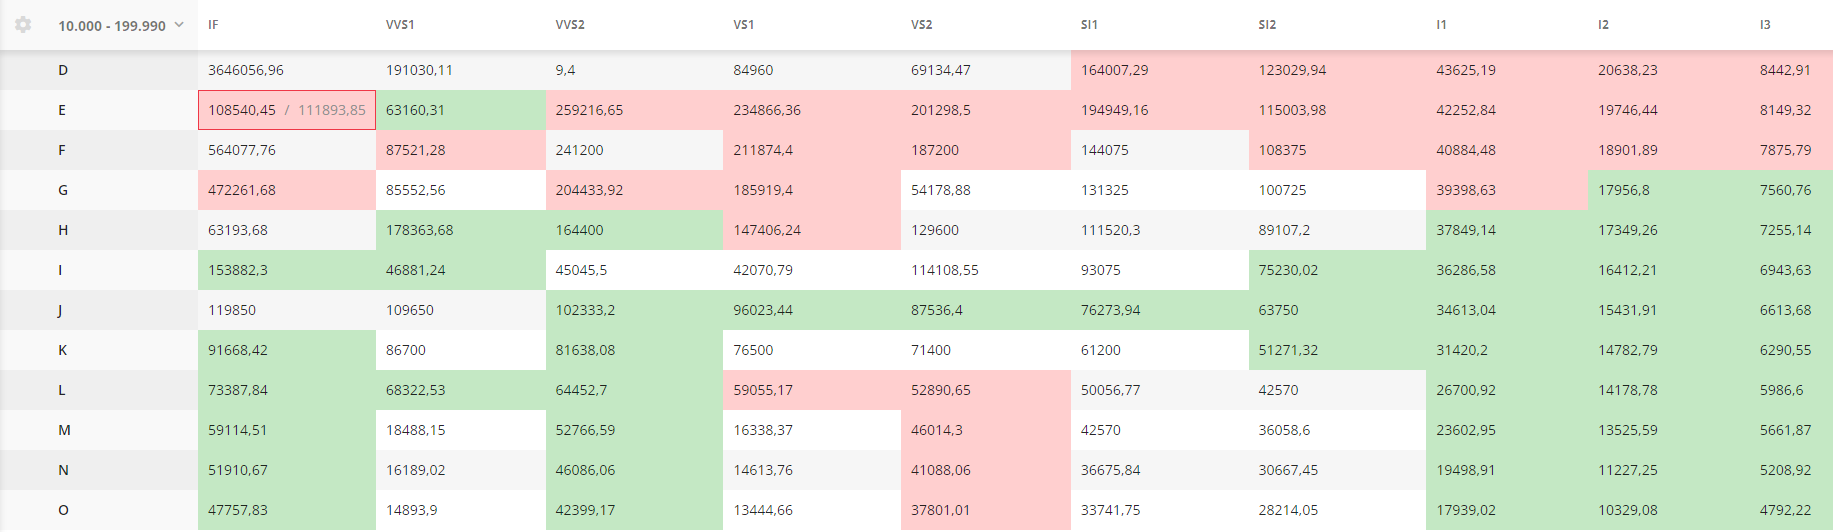 10.000 - 199.990 IF VVS1 VVS2 VS1 VS2 SI1 SI2 I1 I2 I3
D 3646056,96 191030,11 9,4 84960 69134,47 164007,29 123029,94 43625,19 20638,23 8442,91
E 108540,45 / 111893,85 63160,31 259216,65 234866,36 201298,5 194949,16 115003,98 42252,84 19746,44 8149,32
F 564077,76 87521,28 241200 211874,4 187200 144075 108375 40884,48 18901,89 7875,79
G 472261,68 85552,56 204433,92 185919,4 54178,88 131325 100725 39398,63 17956,8 7560,76
H 63193,68 178363,68 164400 147406,24 129600 111520,3 89107,2 37849,14 17349,26 7255,14
I 153882,3 46881,24 45045,5 42070,79 114108,55 93075 75230,02 36286,58 16412,21 6943,63
J 119850 109650 102333,2 96023,44 87536,4 76273,94 63750 34613,04 15431,91 6613,68
K 91668,42 86700 81638,08 76500 71400 61200 51271,32 31420,2 14782,79 6290,55
L 73387,84 68322,53 64452,7 59055,17 52890,65 50056,77 42570 26700,92 14178,78 5986,6
M 59114,51 18488,15 52766,59 16338,37 46014,3 42570 36058,6 23602,95 13525,59 5661,87
N 51910,67 16189,02 46086,06 14613,76 41088,06 36675,84 30667,45 19498,91 11227,25 5208,92
O 47757,83 14893,9 42399,17 13444,66 37801,01 33741,75 28214,05 17939,02 10329,08 4792,22